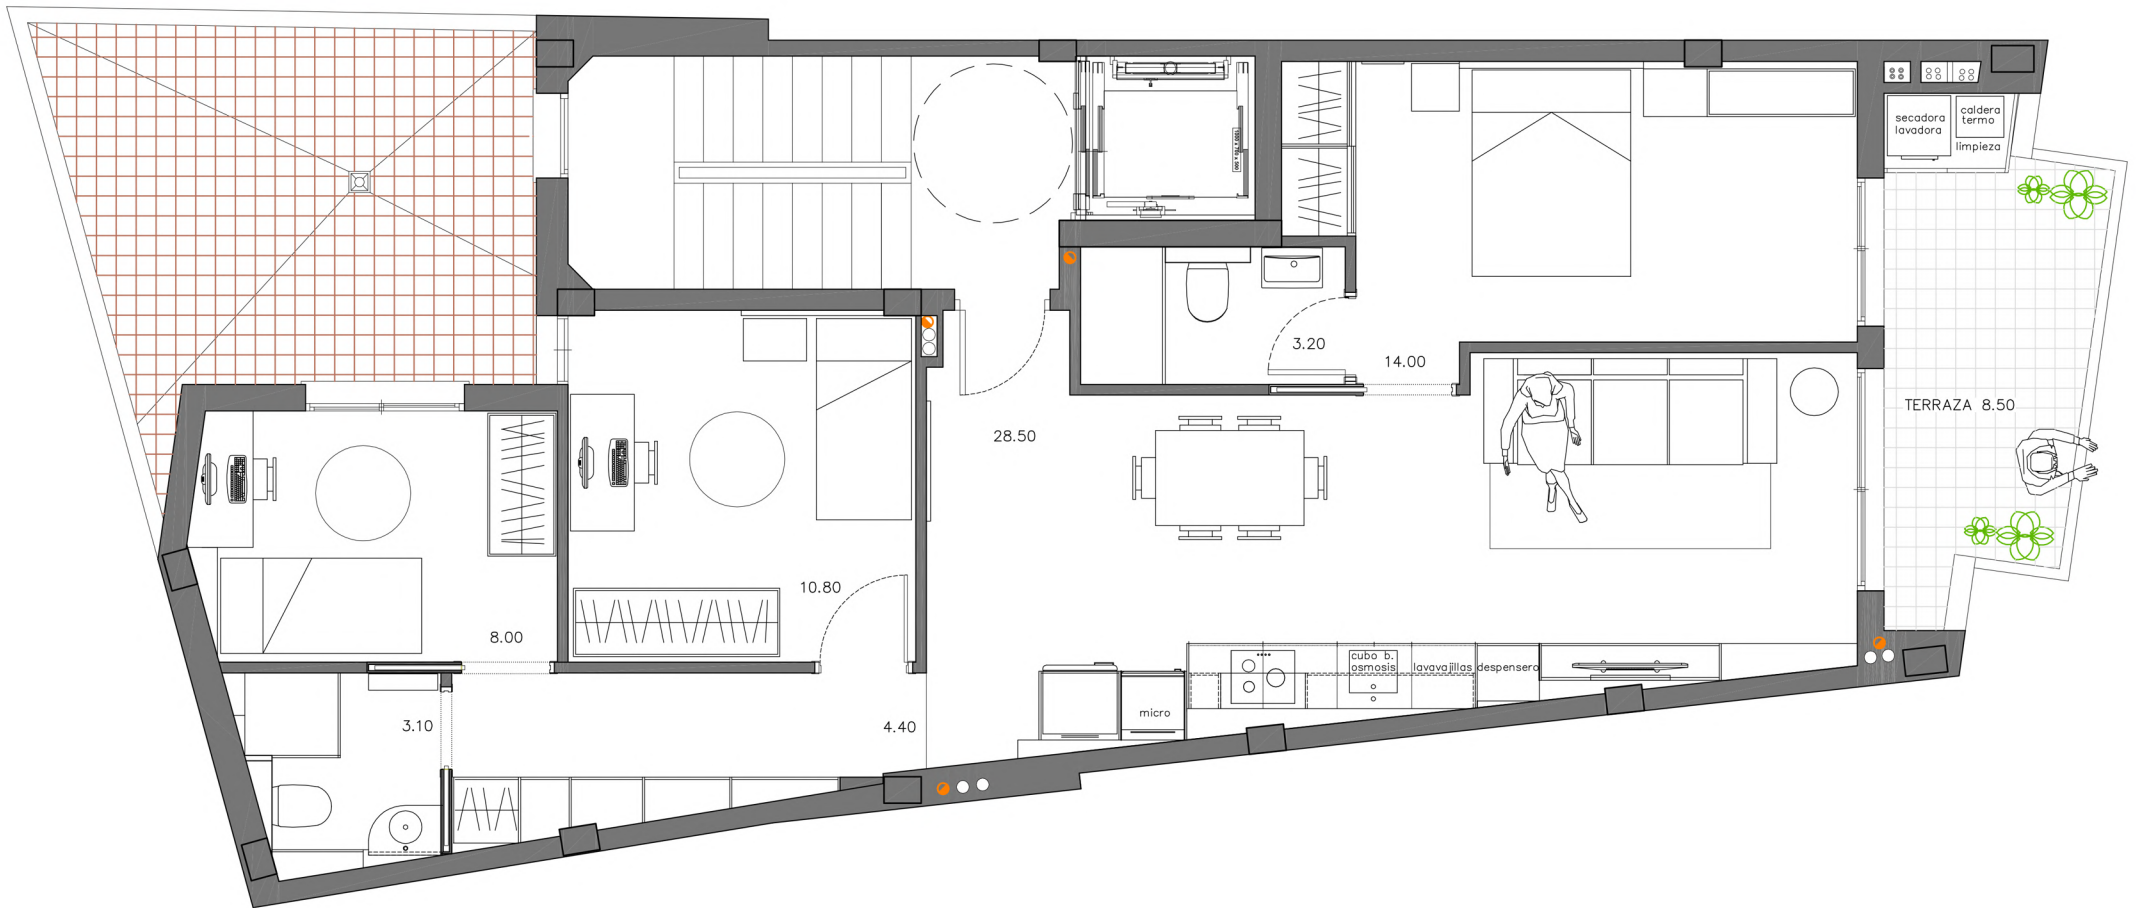 secadora
lavadora
caldera
termo
limpieza
3.20
14.00
TERRAZA 8.50
28.50
10.80
8.00
3.10
4.40
cubo b.
osmosis
lavavajillas
despensero
micro